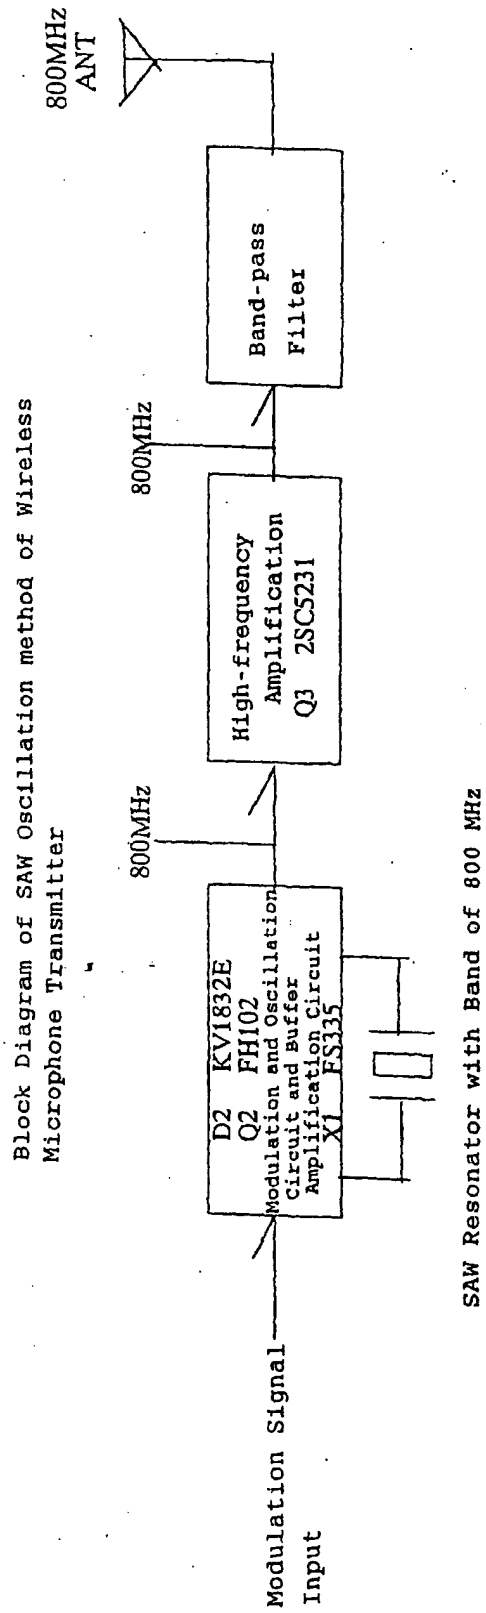 Block Diagram of SAW Oscillation method of Wireless
Microphone Transmitter
Modulation Signal
Input
D2 KV1832E
Q2 FH102
Modulation and Oscillation
Circuit and Buffer
Amplification Circuit
X1 FS335
SAW Resonator with Band of 800 MHz
800MHz
High-frequency
Amplification
Q3 2SC5231
800MHz
Band-pass
Filter
800MHz
ANT